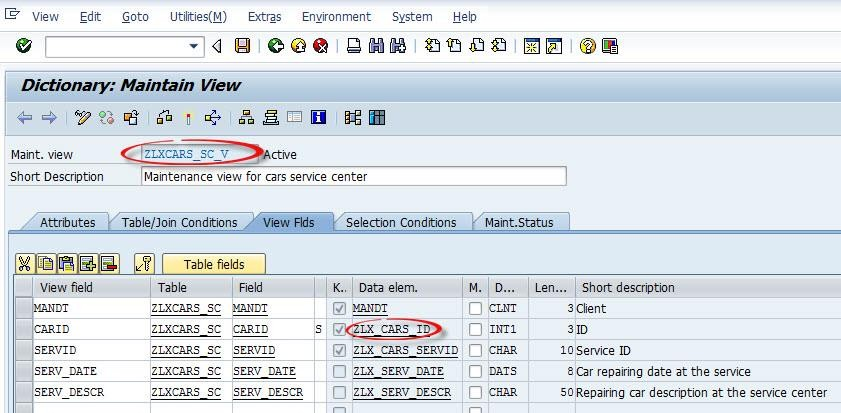 View Edit Goto Utilities(M) Extras Environment System Help
Dictionary: Maintain View
Maint. view ZLXCARS_SC_V Active
Short Description Maintenance view for cars service center
Attributes Table/Join Conditions View Flds Selection Conditions Maint.Status
Table fields
View field Table Field K.. Data elem. M. D... Len... Short description
MANDT ZLXCARS_SC MANDT MANDT CLNT 3 Client
CARID ZLXCARS_SC CARID S ZLX_CARS_ID INT1 3 ID
SERVID ZLXCARS_SC SERVID ZLX_CARS_SERVID CHAR 10 Service ID
SERV_DATE ZLXCARS_SC SERV_DATE ZLX_SERV_DATE DATS 8 Car repairing date at the service
SERV_DESCR ZLXCARS_SC SERV_DESCR ZLX_SERV_DESCR CHAR 50 Repairing car description at the service center